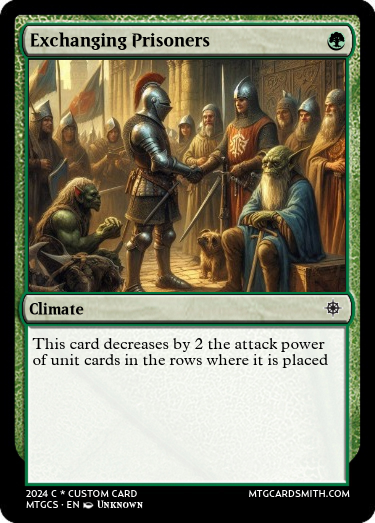 Exchanging Prisoners
Climate
This card decreases by 2 the attack power
of unit cards in the rows where it is placed
2024 C * CUSTOM CARD
MTGCS • EN Unknown
MTGCARDSMITH.COM